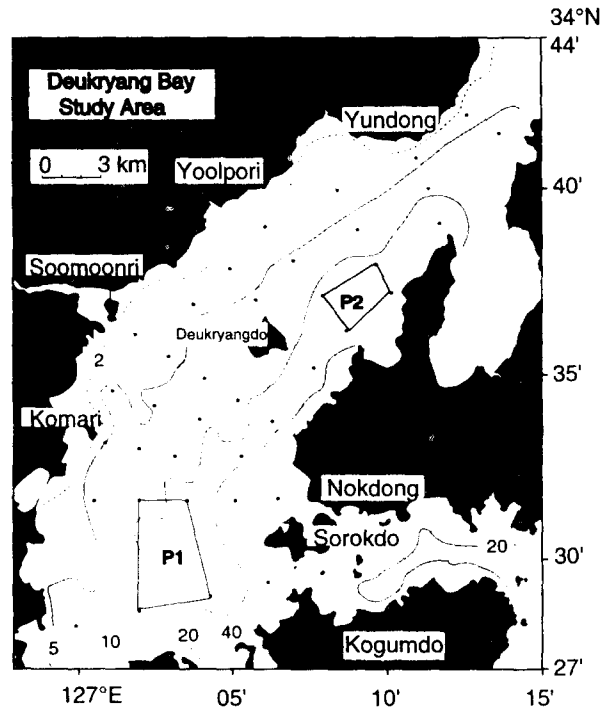 34°N
44'
Deukryang Bay
Study Area
Yundong
0 3 km
Yoolpori
40'
Soomoonri
P2
Deukryangdo
2
35'
Komari
Nokdong
Sorokdo
20
30'
P1
5 10 20 40
Kogumdo
27'
127°E 05' 10' 15'